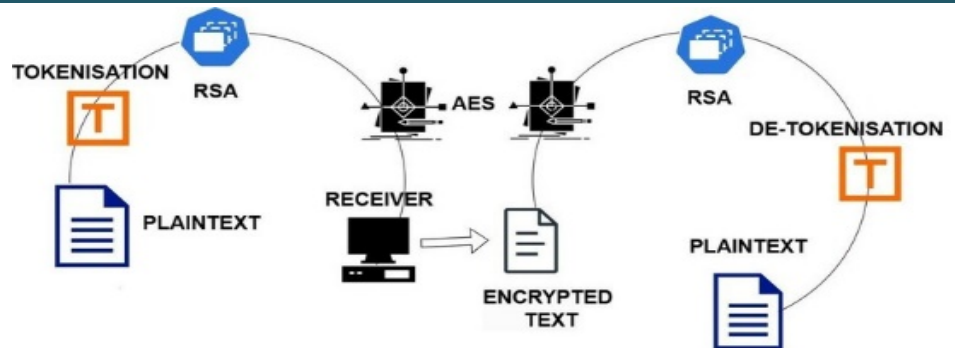 TOKENISATION
RSA
T
PLAINTEXT
AES
RECEIVER
ENCRYPTED
TEXT
RSA
DE-TOKENISATION
T
PLAINTEXT